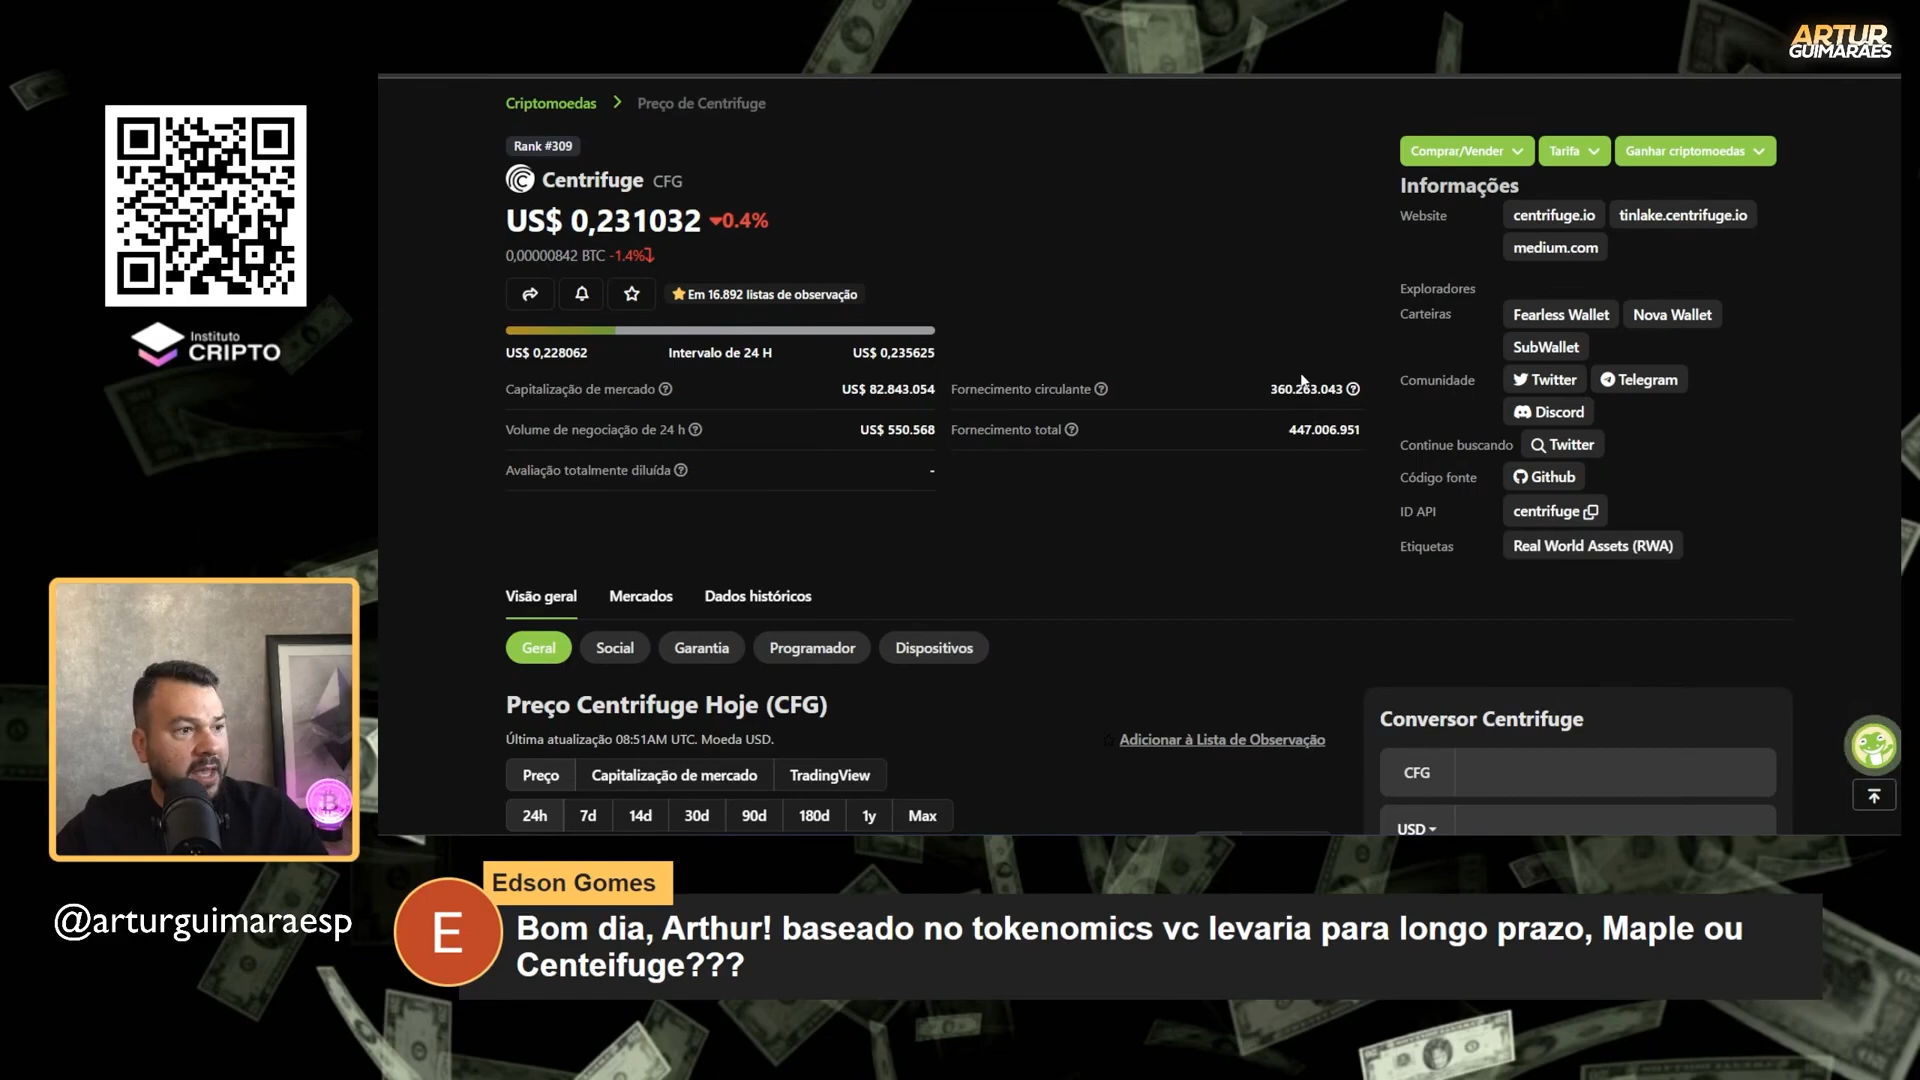 ARTUR
GUIMARÃES
Instituto
CRIPTO
Criptomoedas > Preço de Centrifuge
Rank #309
Centrifuge CFG
US$ 0,231032 0.4%
0,00000842 BTC -1.4%
Em 16.892 listas de observação
US$ 0,228062 Intervalo de 24 H US$ 0,235625
Capitalização de mercado US$ 82.843.054 Fornecimento circulante 360.263.043
Volume de negociação de 24 h US$ 550.568 Fornecimento total 447.006.951
Avaliação totalmente diluída -
Comprar/Vender Tarifa Ganhar criptomoedas
Informações
Website centrifuge.io tinlake.centrifuge.io
medium.com
Exploradores
Carteiras Fearless Wallet Nova Wallet
SubWallet
Comunidade Twitter Telegram
Discord
Continue buscando Twitter
Código fonte Github
ID API centrifuge
Etiquetas Real World Assets (RWA)
Visão geral Mercados Dados históricos
Geral Social Garantia Programador Dispositivos
Preço Centrifuge Hoje (CFG)
Última atualização 08:51AM UTC. Moeda USD.
Adicionar à Lista de Observação
Preço Capitalização de mercado TradingView
24h 7d 14d 30d 90d 180d 1y Max
Conversor Centrifuge
CFG
USD
@arturguimaraesp
E
Edson Gomes
Bom dia, Arthur! baseado no tokenomics vc levaria para longo prazo, Maple ou
Centeifuge???